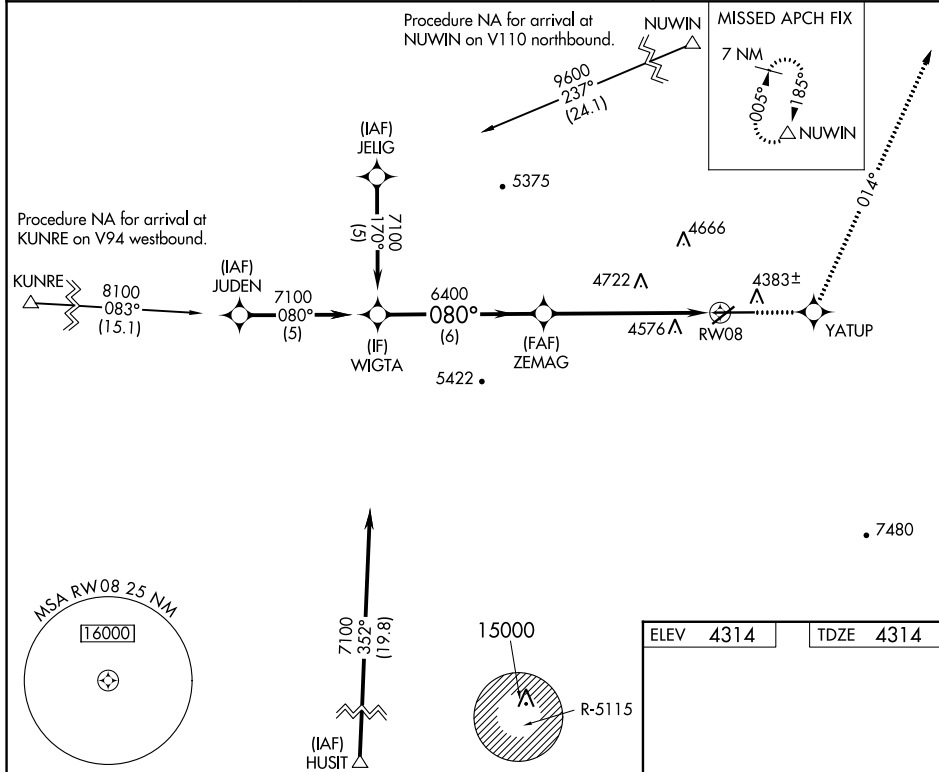 Procedure NA for arrival at
NUWIN on V110 northbound.
NUWIN
MISSED APCH FIX
7 NM
005°
185°
NUWIN
9600
237°
(24.1)
(IAF)
JELIG
5375
7100
170°
(5)
014°
Procedure NA for arrival at
KUNRE on V94 westbound.
4666
KUNRE
8100
083°
(15.1)
(IAF)
JUDEN
7100
080°
(5)
6400
080°
(6)
4722
4383±
(IF)
WIGTA
(FAF)
ZEMAG
4576
RW08
YATUP
5422
7480
MSA RW08 25 NM
16000
7100
352°
(19.8)
(IAF)
HUSIT
15000
R-5115
ELEV 4314
TDZE 4314